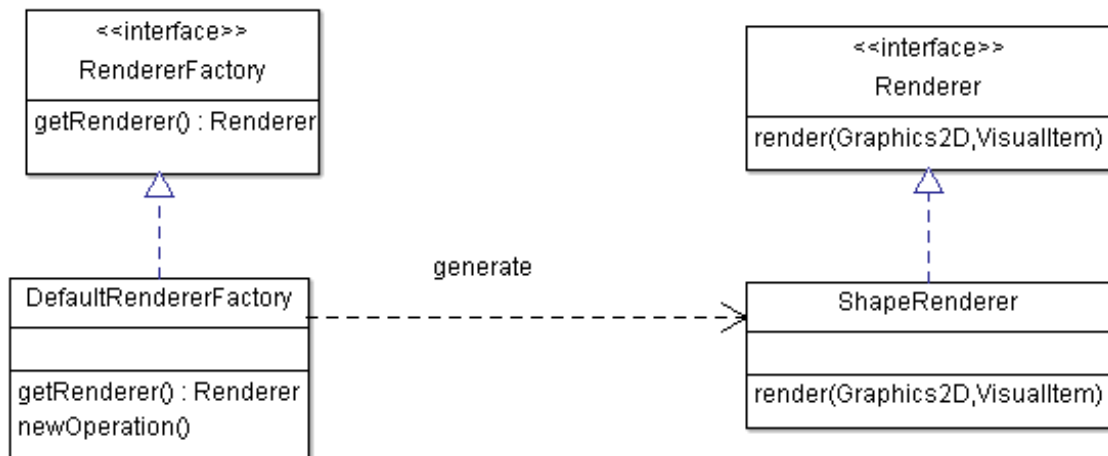 <<interface>>
RendererFactory
getRenderer() : Renderer
<<interface>>
Renderer
render(Graphics2D,VisualItem)
generate
DefaultRendererFactory
getRenderer() : Renderer
newOperation()
ShapeRenderer
render(Graphics2D,VisualItem)